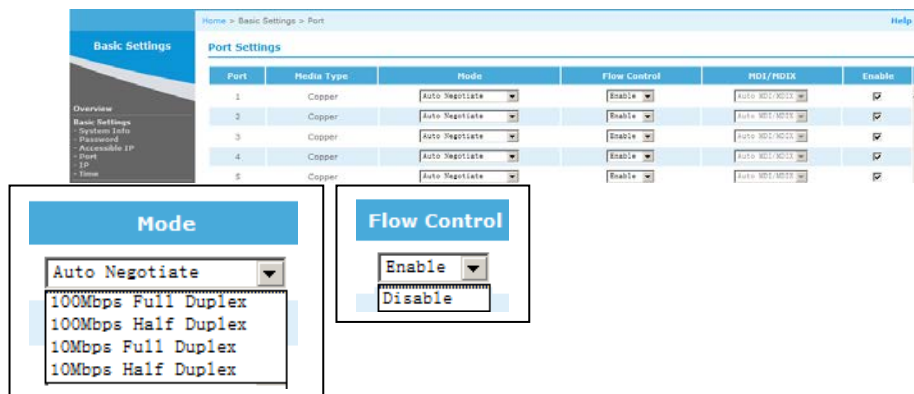 Home > Basic Settings > Port Help
Basic Settings
Port Settings
Port Media Type Mode Flow Control MDI/MDIX Enable
1 Copper Auto Negotiate Enable Auto MDI/MDIX
2 Copper Auto Negotiate Enable Auto MDI/MDIX
3 Copper Auto Negotiate Enable Auto MDI/MDIX
4 Copper Auto Negotiate Enable Auto MDI/MDIX
5 Copper Auto Negotiate Enable Auto MDI/MDIX
Overview
Basic Settings
- System Info
- Password
- Accessible IP
- Port
- IP
- Time
Mode
Auto Negotiate
100Mbps Full Duplex
100Mbps Half Duplex
10Mbps Full Duplex
10Mbps Half Duplex
Flow Control
Enable
Disable